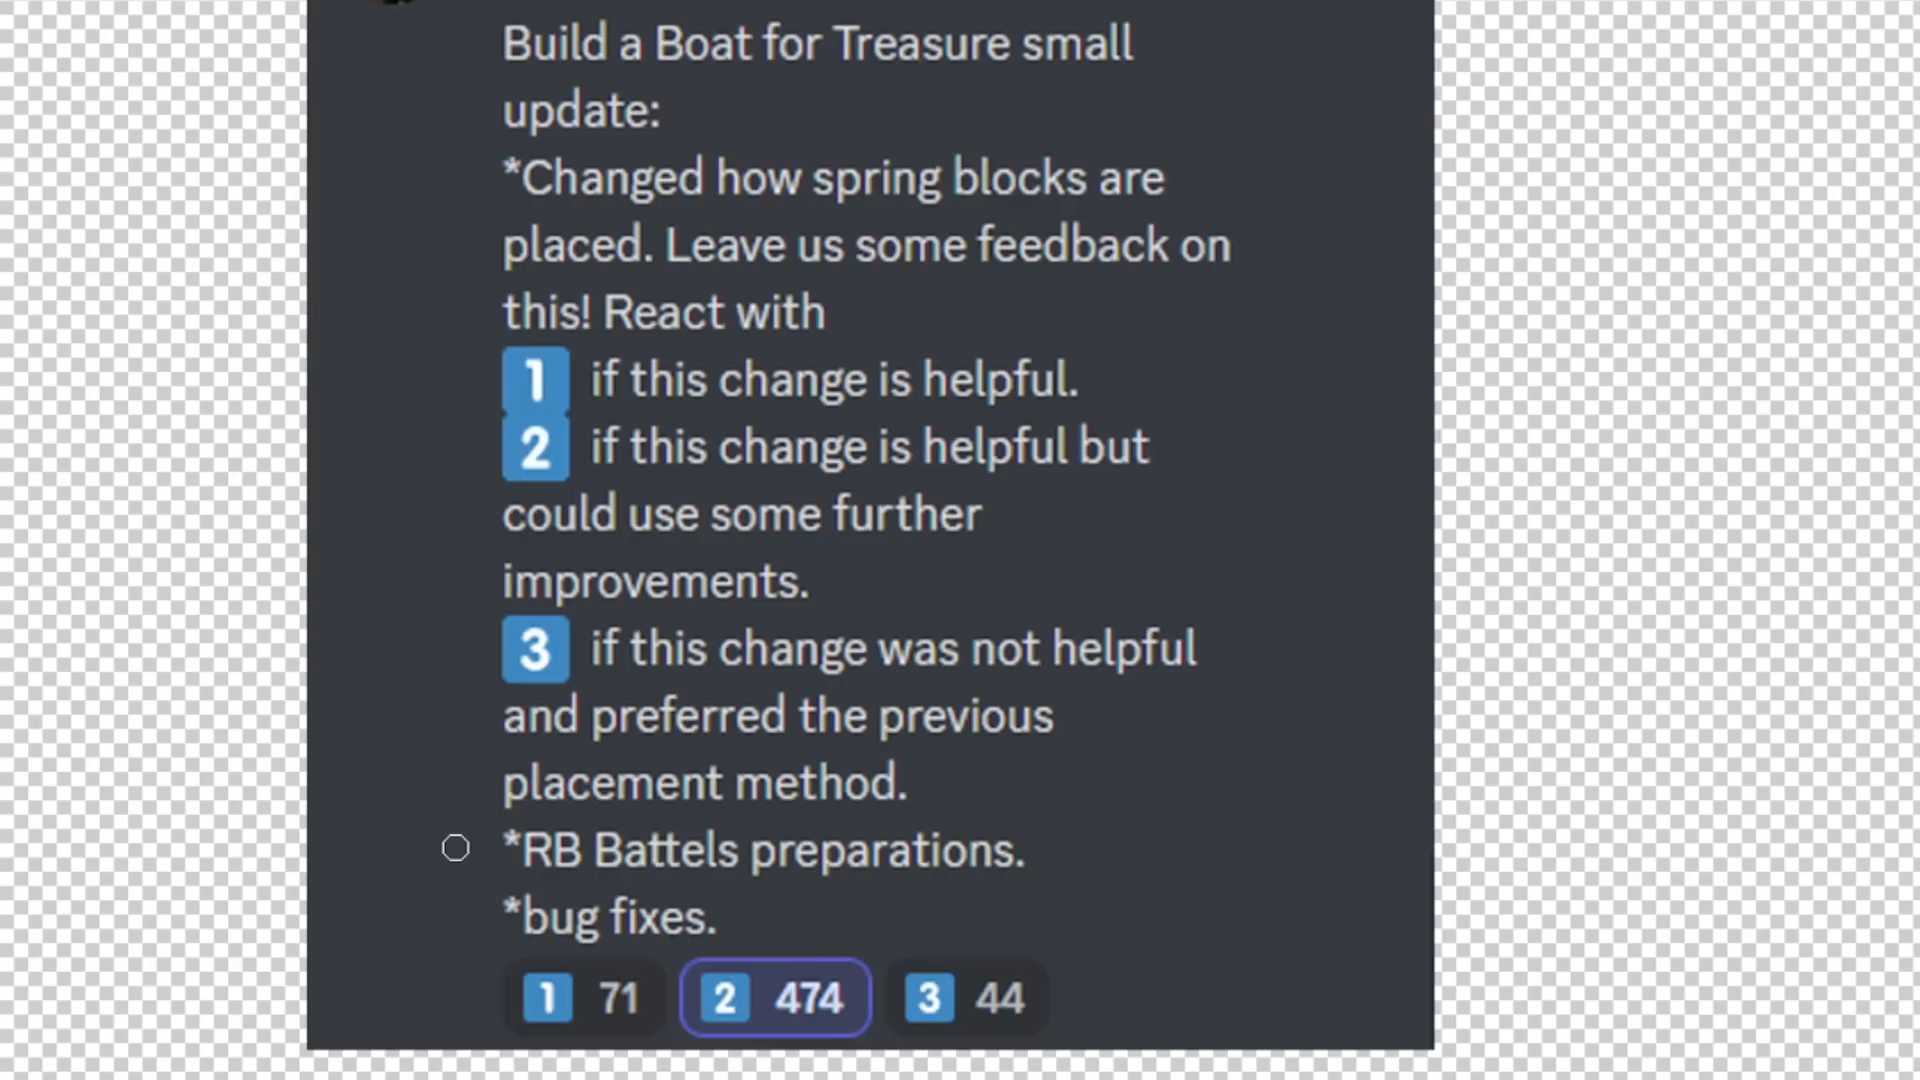 Build a Boat for Treasure small
update:
*Changed how spring blocks are
placed. Leave us some feedback on
this! React with
1 if this change is helpful.
2 if this change is helpful but
could use some further
improvements.
3 if this change was not helpful
and preferred the previous
placement method.
*RB Battels preparations.
*bug fixes.
1 71 2 474 3 44